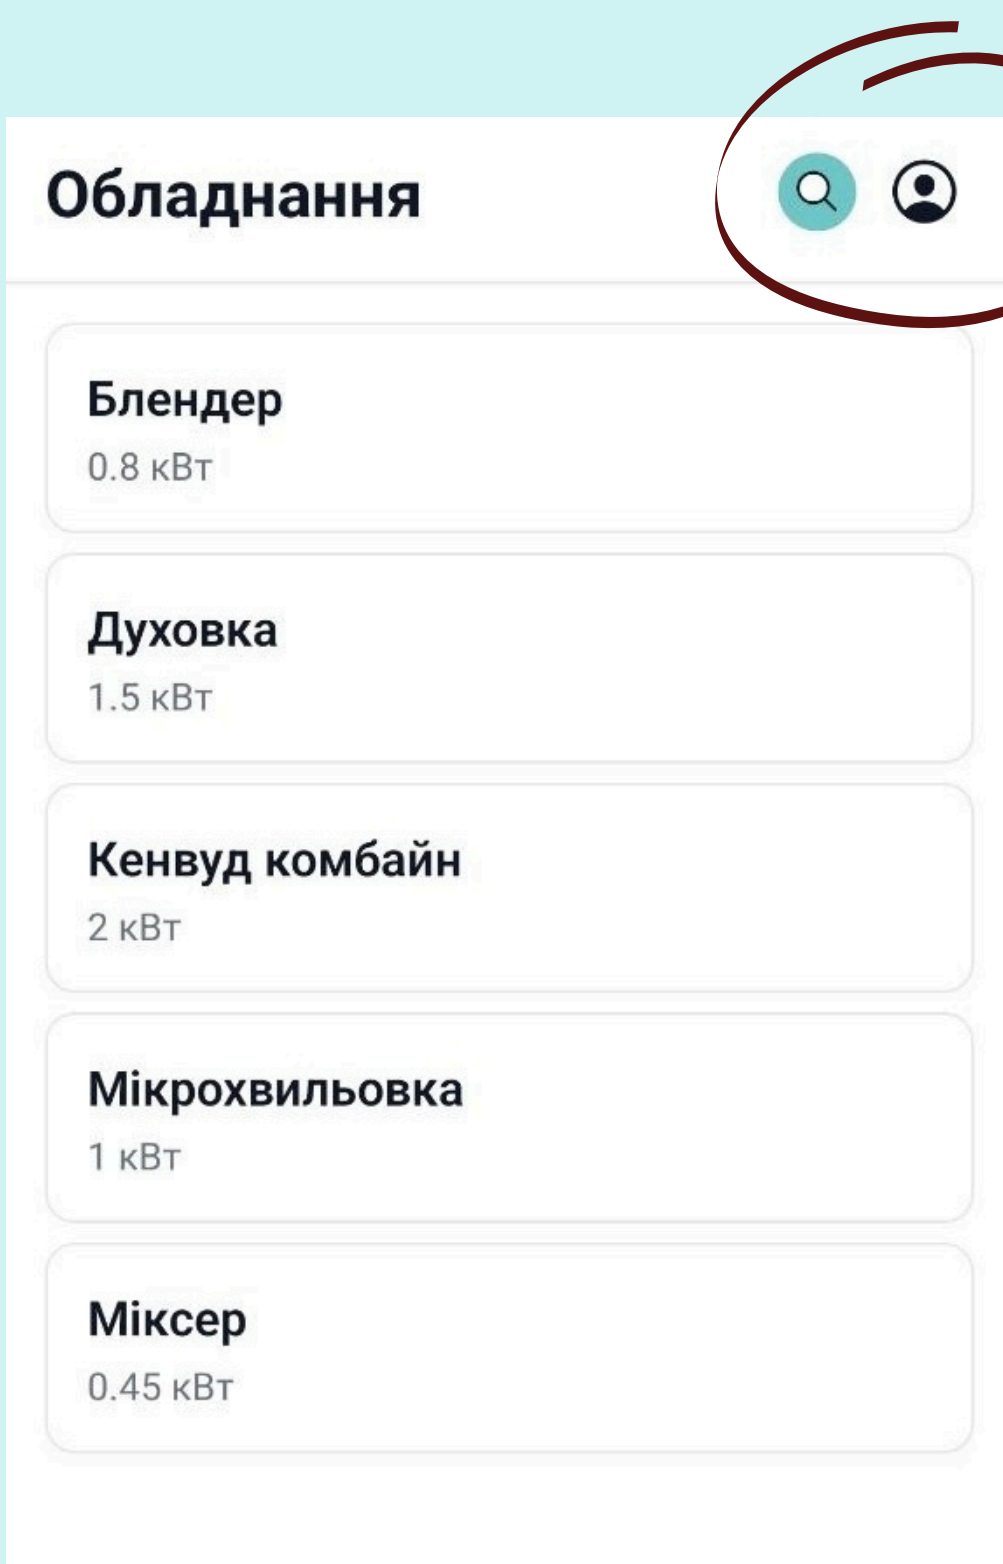 Обладнання
Блендер
0.8 кВт
Духовка
1.5 кВт
Кенвуд комбайн
2 кВт
Мікрохвильовка
1 кВт
Міксер
0.45 кВт